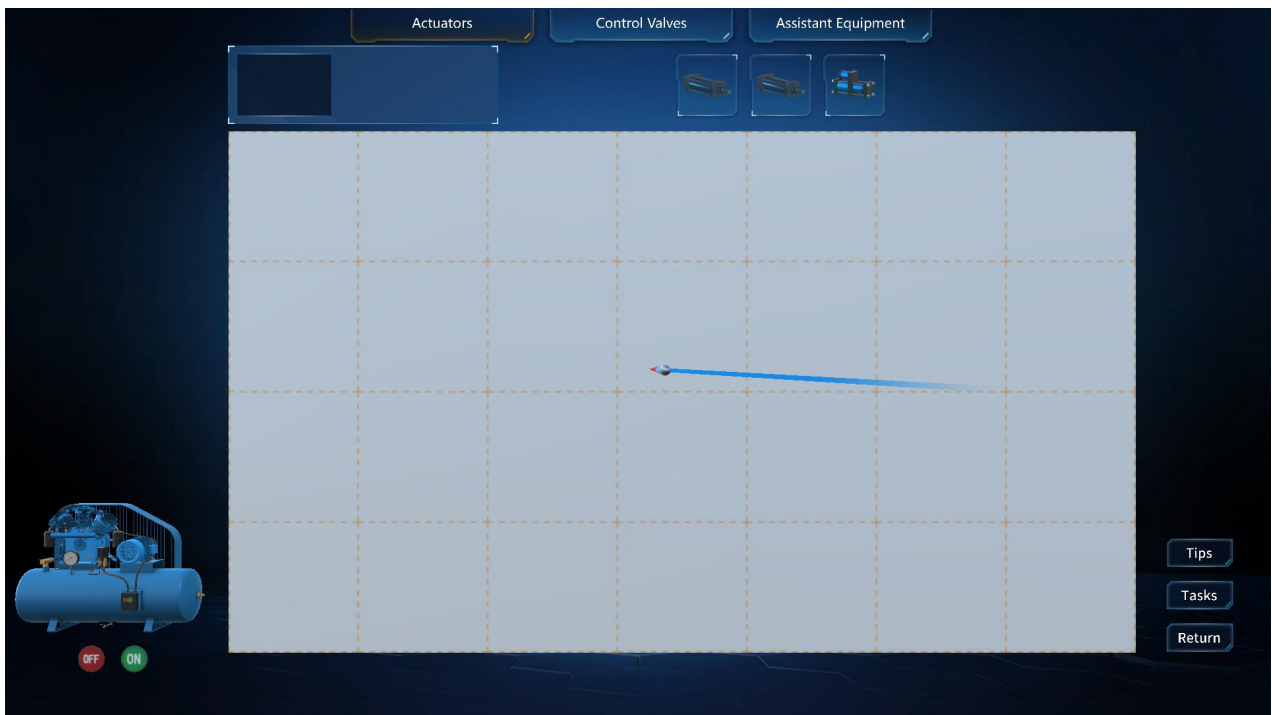 Actuators
Control Valves
Assistant Equipment
Tips
Tasks
Return
OFF
ON